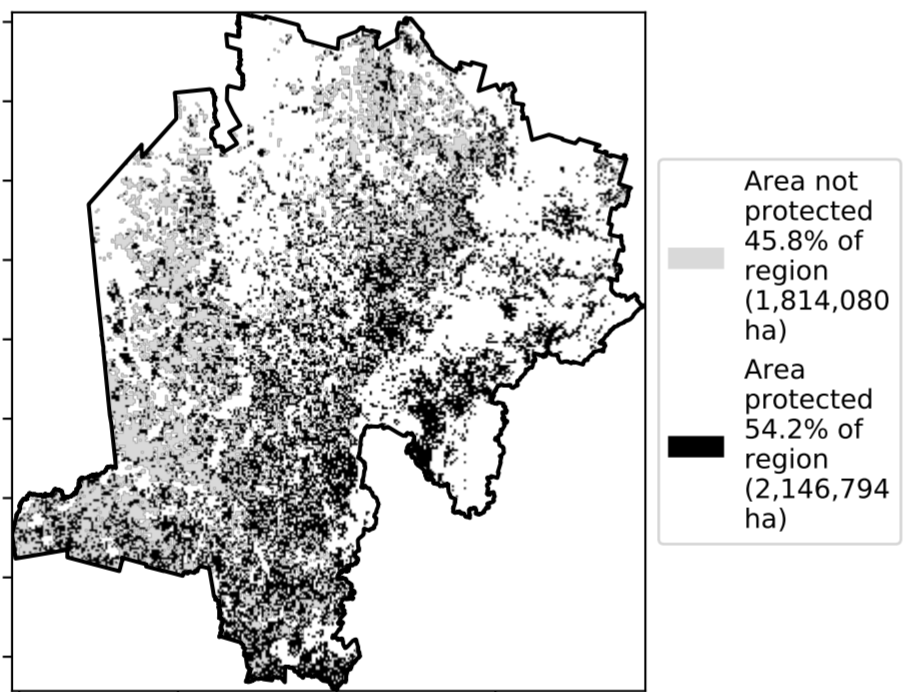 Area not
protected
45.8% of
region
(1,814,080
ha)
Area
protected
54.2% of
region
(2,146,794
ha)